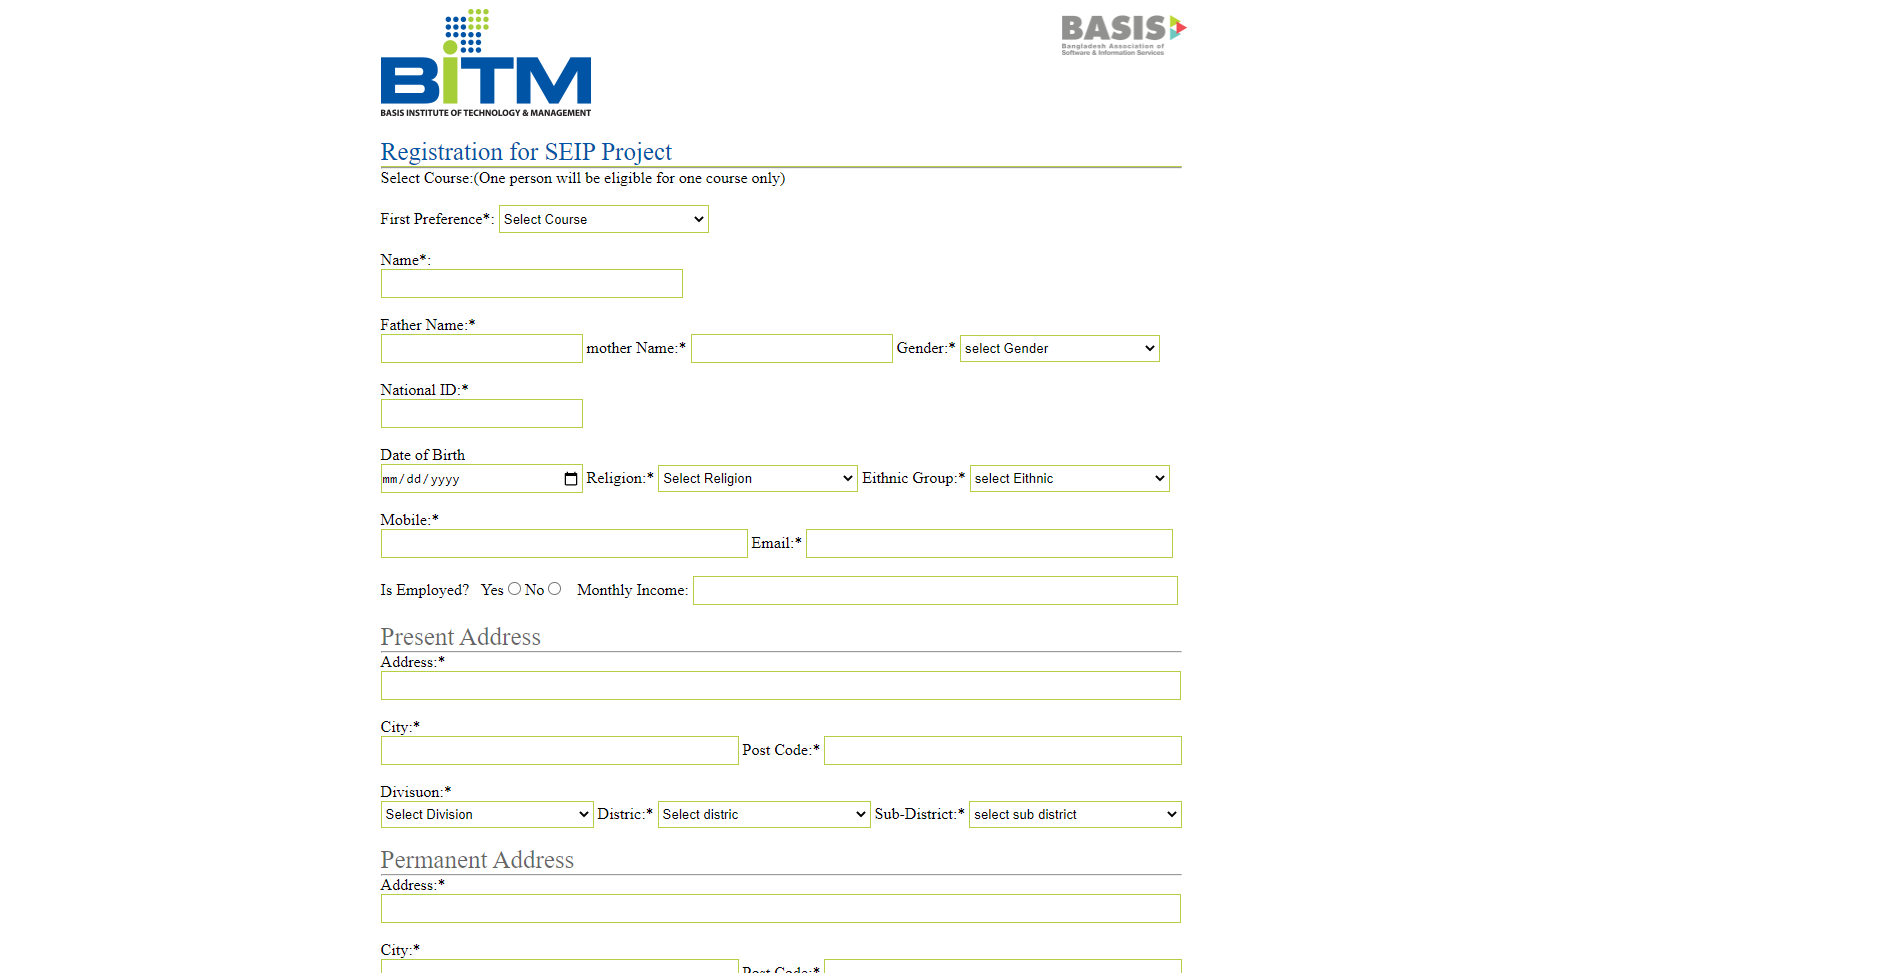 BiTM
BASIS INSTITUTE OF TECHNOLOGY & MANAGEMENT
BASIS
Bangladesh Association of
Software & Information Services
Registration for SEIP Project
Select Course:(One person will be eligible for one course only)
First Preference*: Select Course
Name*:
Father Name:*
mother Name:* Gender:* select Gender
National ID:*
Date of Birth
mm/dd/yyyy Religion:* Select Religion Eithnic Group:* select Eithnic
Mobile:*
Email:*
Is Employed? Yes No Monthly Income:
Present Address
Address:*
City:*
Post Code:*
Divisuon:*
Select Division Distric:* Select distric Sub-District:* select sub district
Permanent Address
Address:*
City:*
Post Code:*